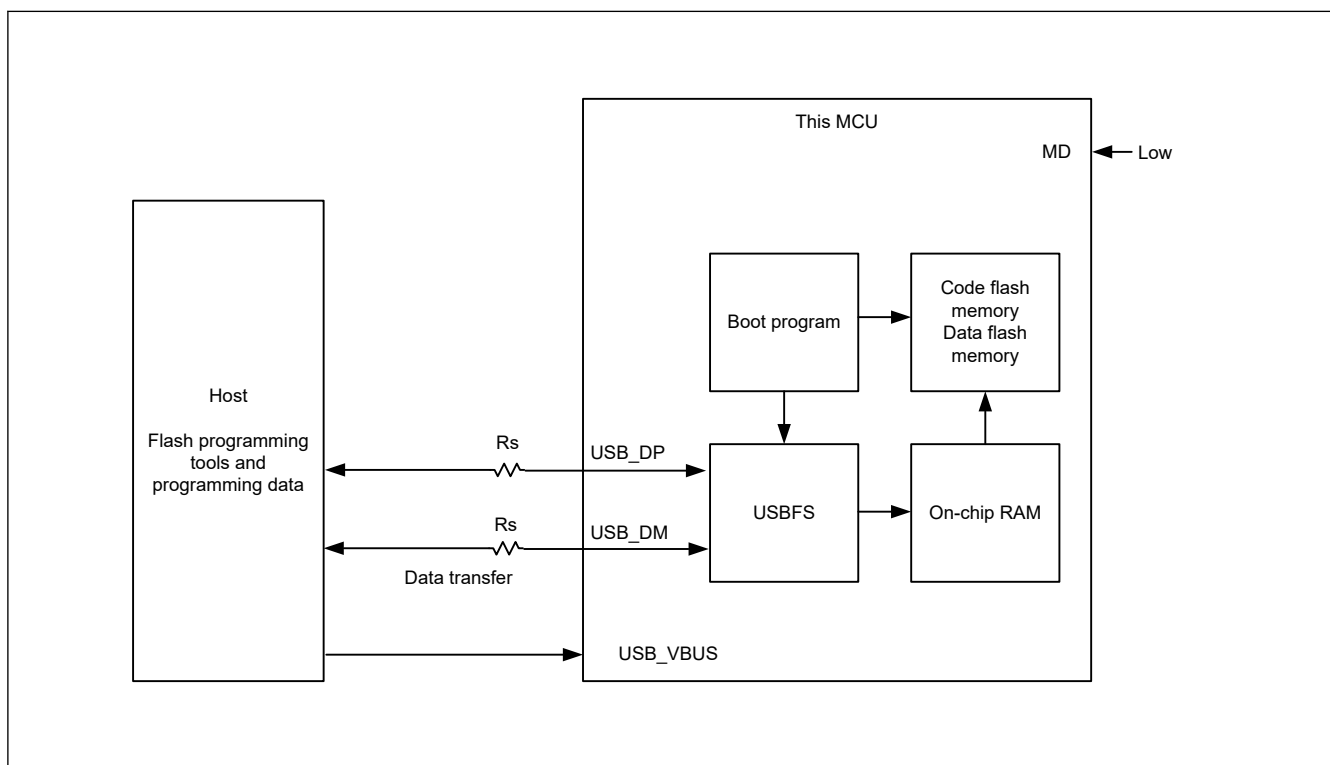 This MCU
MD
Low
Host
Flash programming
tools and
programming data
Boot program
Code flash
memory
Data flash
memory
Rs
USB_DP
USBFS
On-chip RAM
Rs
USB_DM
Data transfer
USB_VBUS